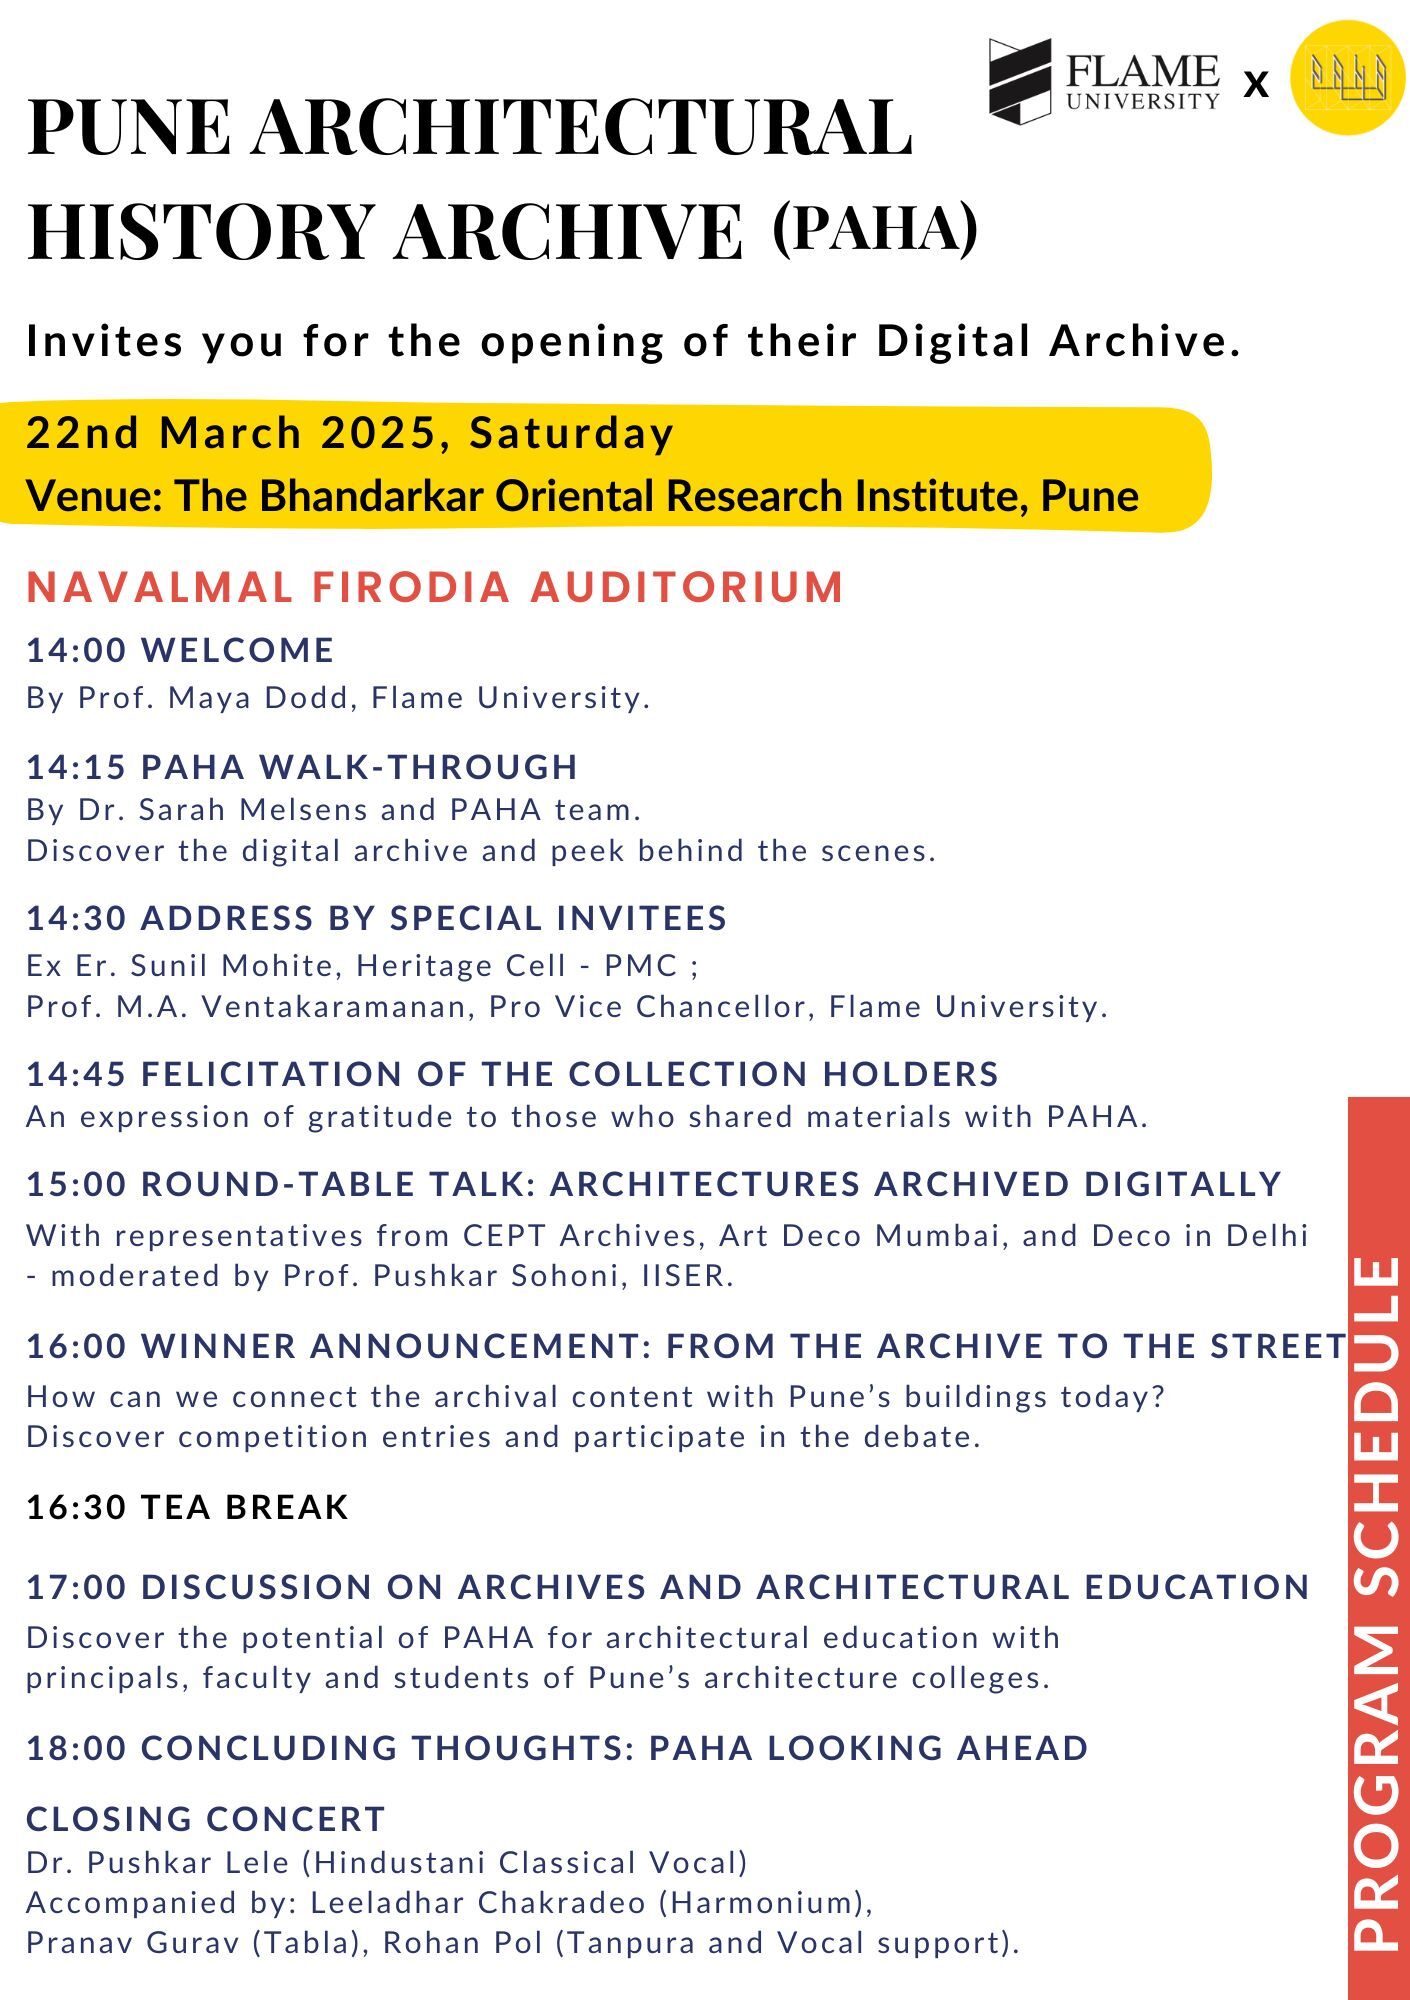 FLAME
UNIVERSITY
X
PUNE ARCHITECTURAL
HISTORY ARCHIVE (PAHA)
Invites you for the opening of their Digital Archive.
22nd March 2025, Saturday
Venue: The Bhandarkar Oriental Research Institute, Pune
NAVALMAL FIRODIA AUDITORIUM
14:00 WELCOME
By Prof. Maya Dodd, Flame University.
14:15 PAHA WALK-THROUGH
By Dr. Sarah Melsens and PAHA team.
Discover the digital archive and peek behind the scenes.
14:30 ADDRESS BY SPECIAL INVITEES
Ex Er. Sunil Mohite, Heritage Cell - PMC ;
Prof. M.A. Ventakaramanan, Pro Vice Chancellor, Flame University.
14:45 FELICITATION OF THE COLLECTION HOLDERS
An expression of gratitude to those who shared materials with PAHA.
15:00 ROUND-TABLE TALK: ARCHITECTURES ARCHIVED DIGITALLY
With representatives from CEPT Archives, Art Deco Mumbai, and Deco in Delhi
- moderated by Prof. Pushkar Sohoni, IISER.
16:00 WINNER ANNOUNCEMENT: FROM THE ARCHIVE TO THE STREET
How can we connect the archival content with Pune’s buildings today?
Discover competition entries and participate in the debate.
16:30 TEA BREAK
17:00 DISCUSSION ON ARCHIVES AND ARCHITECTURAL EDUCATION
Discover the potential of PAHA for architectural education with
principals, faculty and students of Pune’s architecture colleges.
18:00 CONCLUDING THOUGHTS: PAHA LOOKING AHEAD
CLOSING CONCERT
Dr. Pushkar Lele (Hindustani Classical Vocal)
Accompanied by: Leeladhar Chakradeo (Harmonium),
Pranav Gurav (Tabla), Rohan Pol (Tanpura and Vocal support).
PROGRAM SCHEDULE